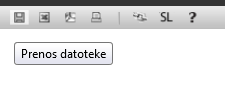 SL ?
Prenos datoteke